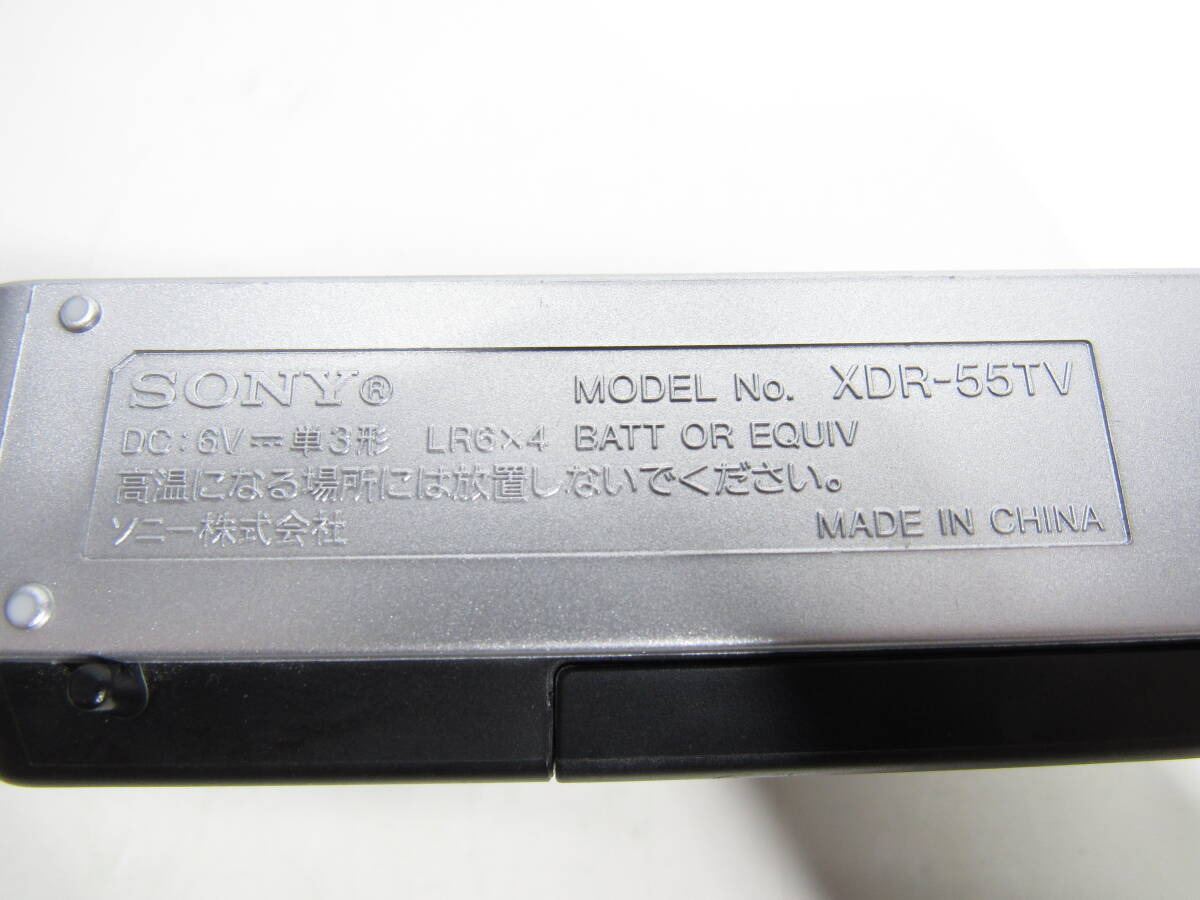 SONY® MODEL No. XDR-55TV
DC: 6V⎓単3形 LR6×4 BATT OR EQUIV
高温になる場所には放置しないでください。
ソニー株式会社 MADE IN CHINA